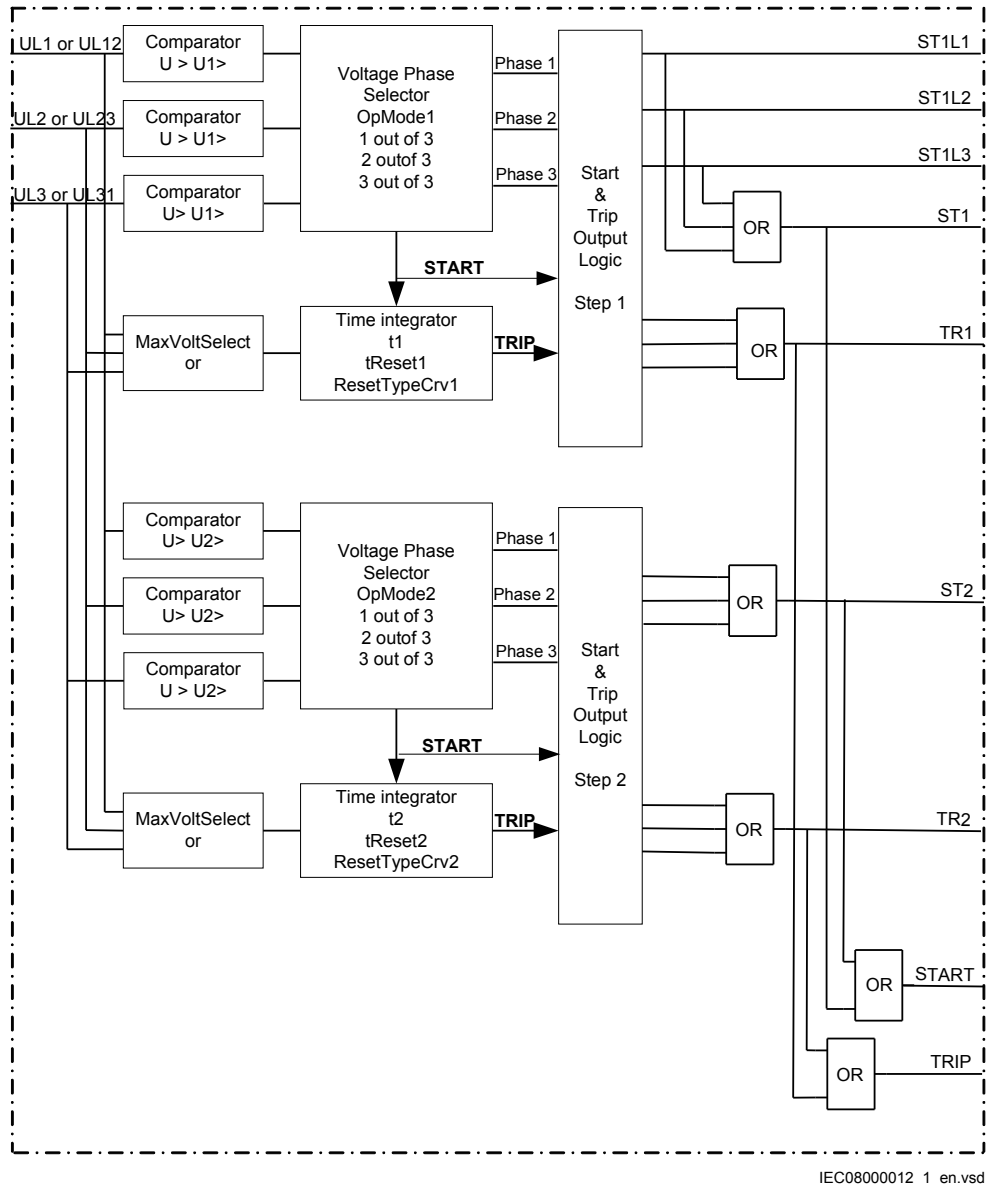 UL1 or UL12
Comparator
U > U1>
UL2 or UL23
Comparator
U > U1>
UL3 or UL31
Comparator
U> U1>
Voltage Phase
Selector
OpMode1
1 out of 3
2 outof 3
3 out of 3
Phase 1
Phase 2
Phase 3
START
MaxVoltSelect
or
Time integrator
t1
tReset1
ResetTypeCrv1
TRIP
Start
&
Trip
Output
Logic
Step 1
ST1L1
ST1L2
ST1L3
OR
ST1
OR
TR1
Comparator
U> U2>
Comparator
U> U2>
Comparator
U > U2>
Voltage Phase
Selector
OpMode2
1 out of 3
2 outof 3
3 out of 3
Phase 1
Phase 2
Phase 3
START
MaxVoltSelect
or
Time integrator
t2
tReset2
ResetTypeCrv2
TRIP
Start
&
Trip
Output
Logic
Step 2
OR
ST2
OR
TR2
OR
START
OR
TRIP
IEC08000012_1_en.vsd